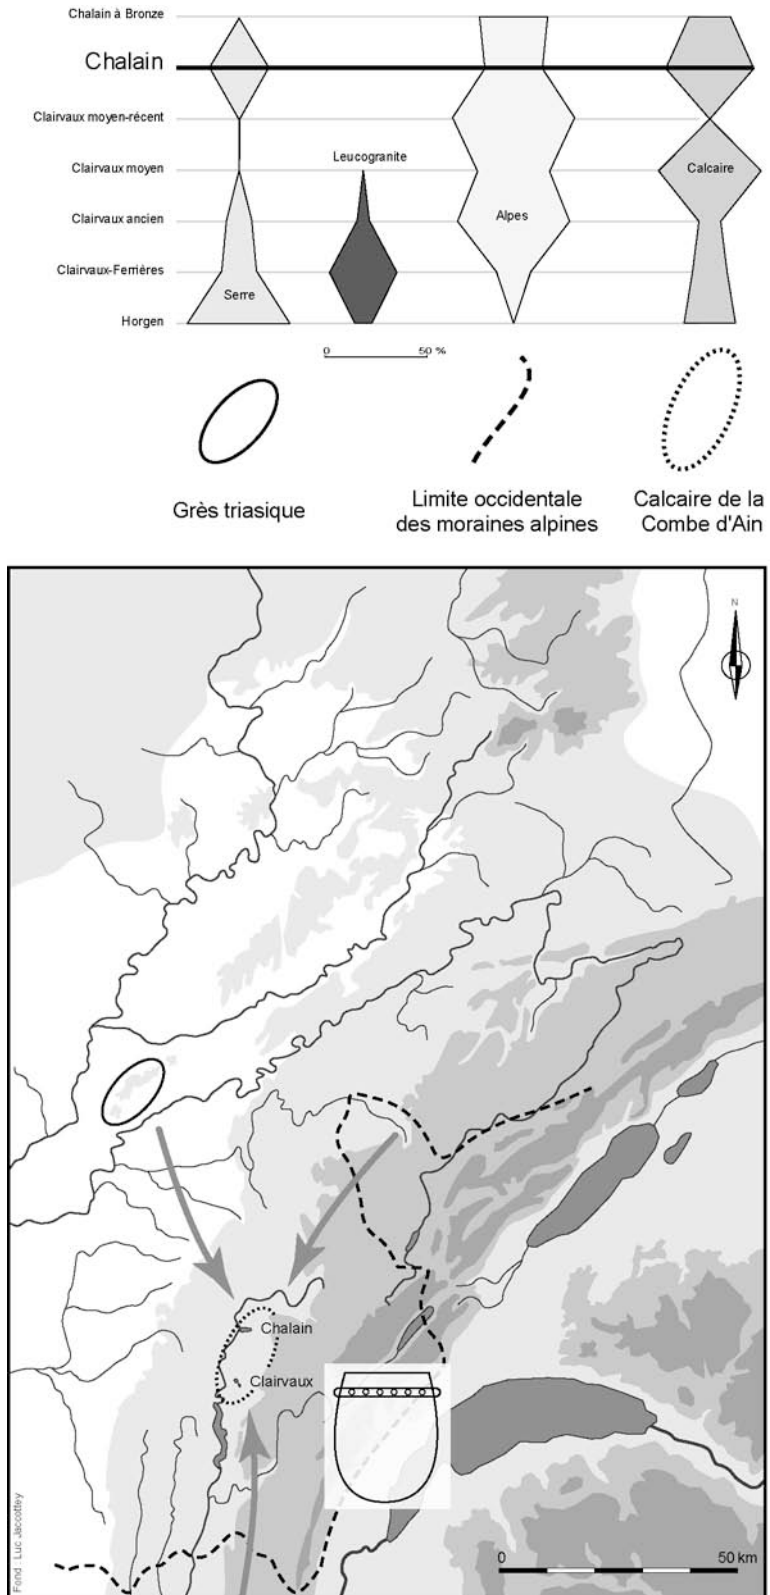 Chalain à Bronze
Chalain
Clairvaux moyen-récent
Leucogranite
Clairvaux moyen
Calcaire
Clairvaux ancien
Alpes
Clairvaux-Ferrières
Serre
Horgen
0 50 %
Grès triasique
Limite occidentale
des moraines alpines
Calcaire de la
Combe d'Ain
N
Chalain
Clairvaux
Fond : Luc Jaccottey
0 50 km